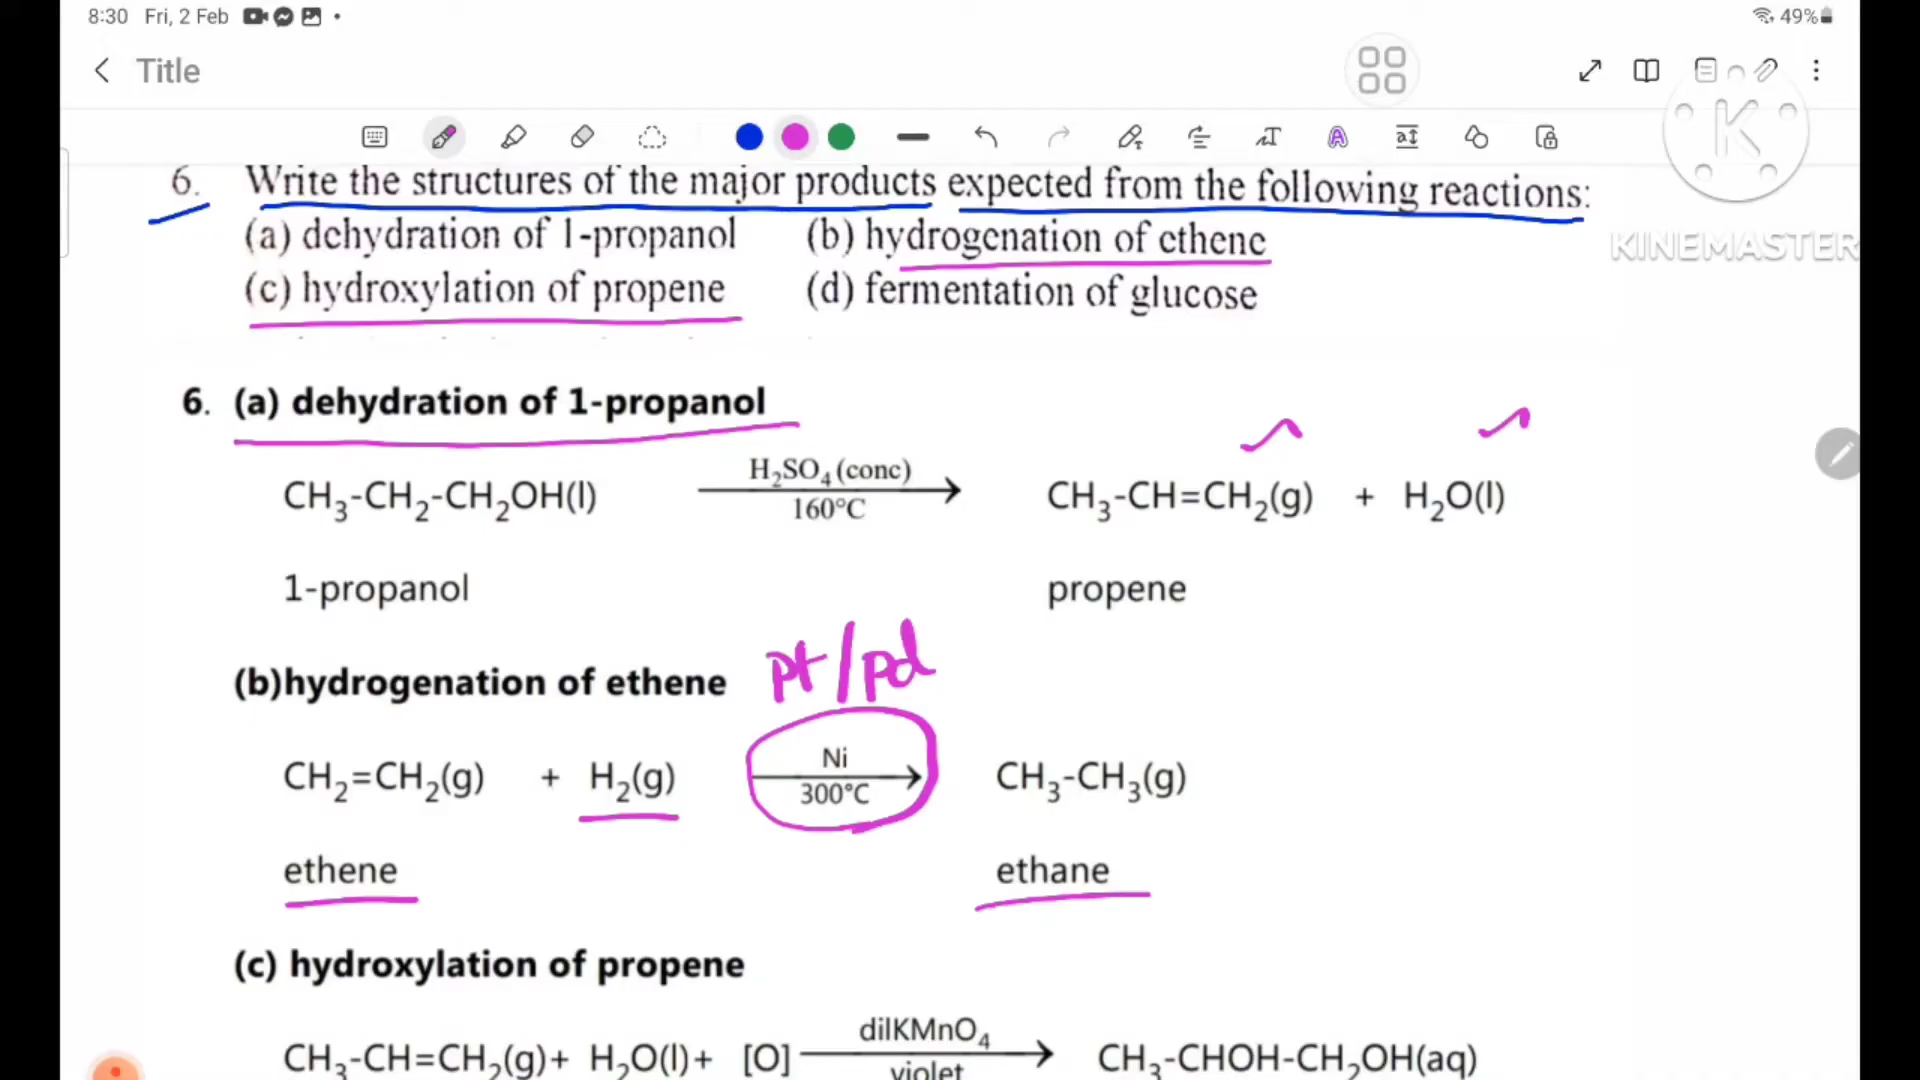 8:30 Fri, 2 Feb
49%
Title
K
KINEMASTER
6. Write the structures of the major products expected from the following reactions:
(a) dehydration of 1-propanol (b) hydrogenation of ethene
(c) hydroxylation of propene (d) fermentation of glucose
6. (a) dehydration of 1-propanol
CH₃-CH₂-CH₂OH(l) H₂SO₄(conc) 160°C CH₃-CH=CH₂(g) + H₂O(l)
1-propanol propene
pt/pd
(b)hydrogenation of ethene
CH₂=CH₂(g) + H₂(g) Ni 300°C CH₃-CH₃(g)
ethene ethane
(c) hydroxylation of propene
CH₃-CH=CH₂(g)+ H₂O(l)+ [O] dilKMnO₄ violet CH₃-CHOH-CH₂OH(aq)